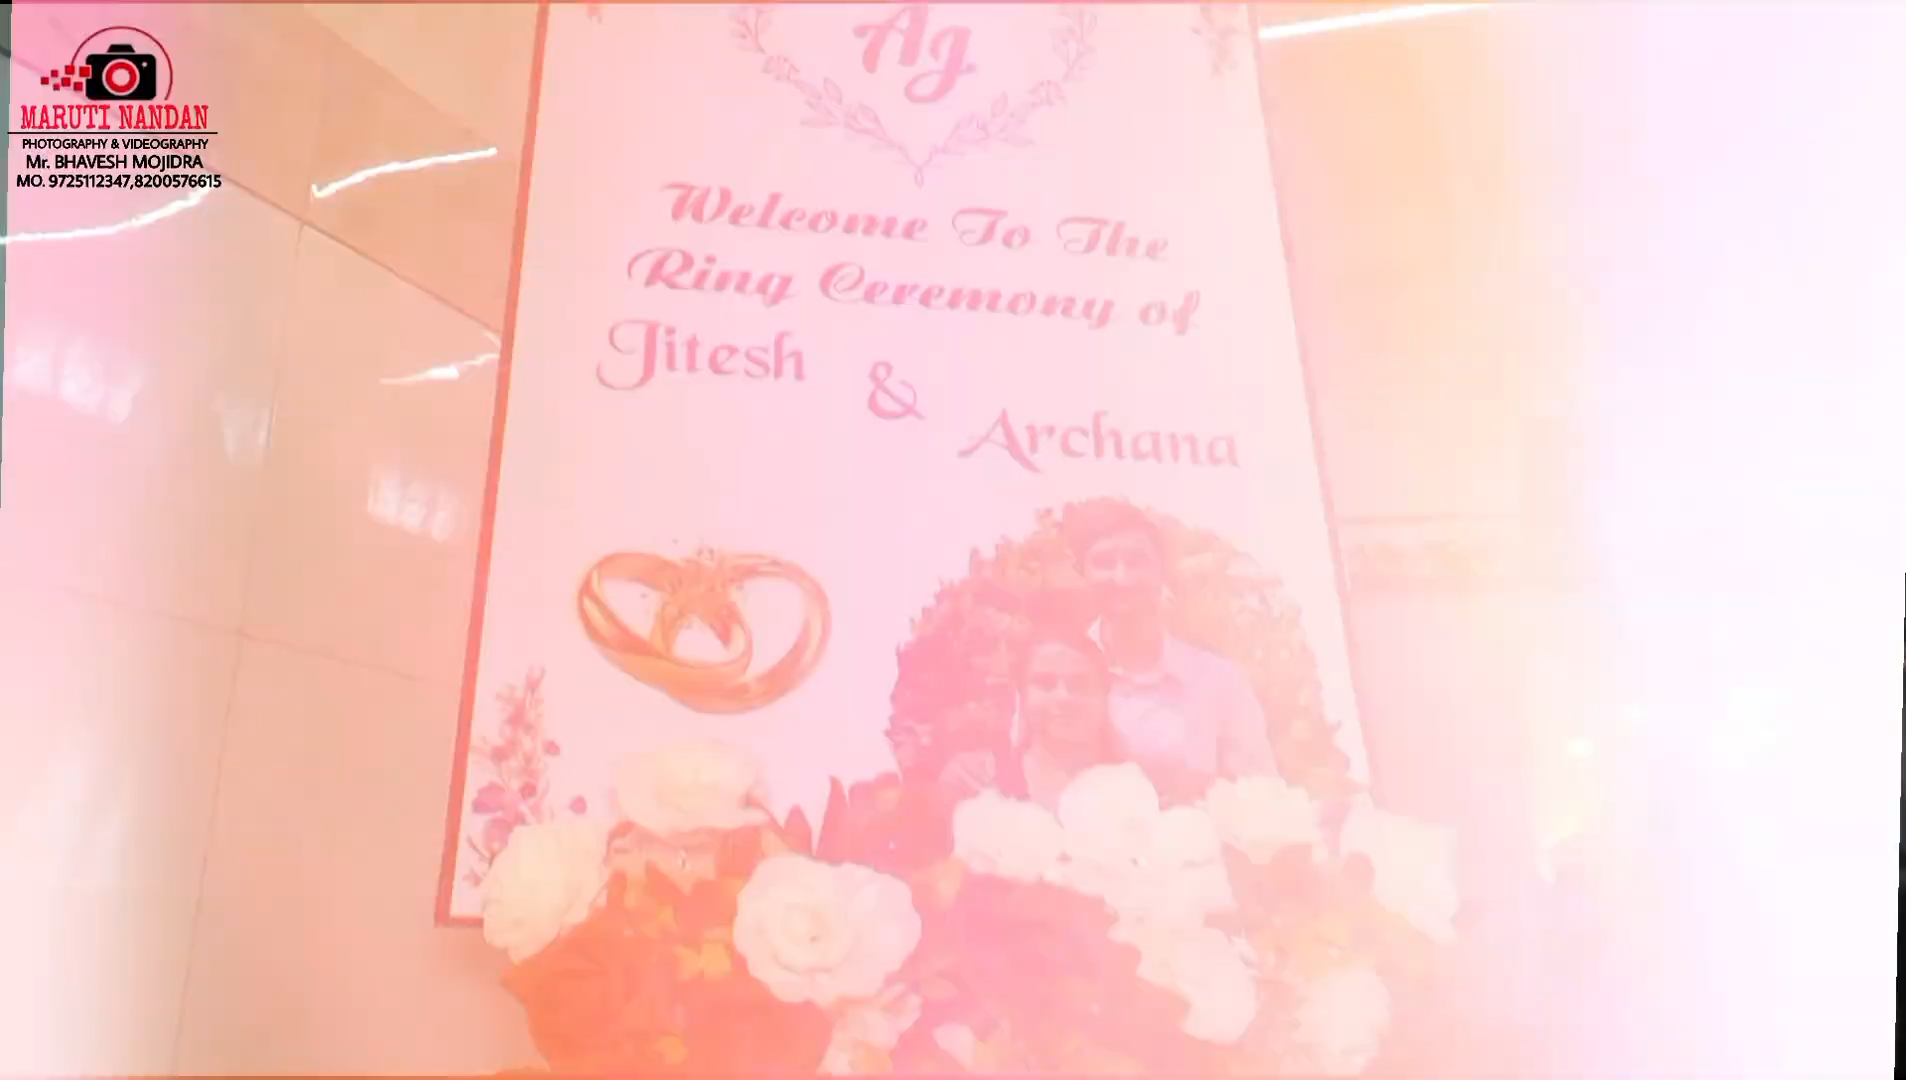 MARUTI NANDAN
PHOTOGRAPHY & VIDEOGRAPHY
Mr. BHAVESH MOJIDRA
MO. 9725112347,8200576615
Aj
Welcome To The
Ring Ceremony of
Jitesh
&
Archana